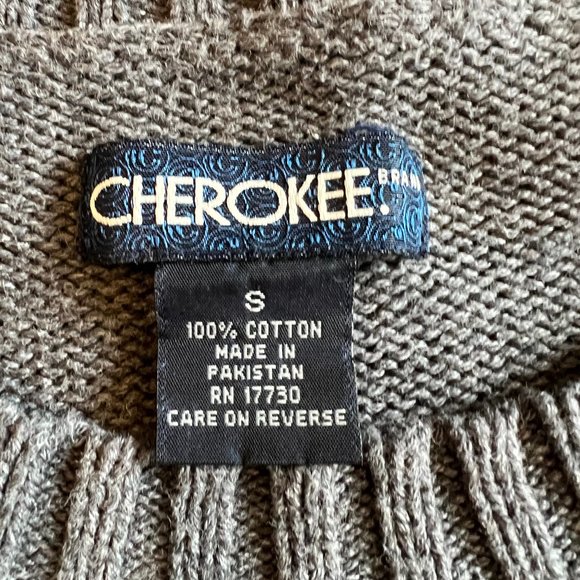 CHEROKEE. BRAND
S
100% COTTON
MADE IN
PAKISTAN
RN 17730
CARE ON REVERSE